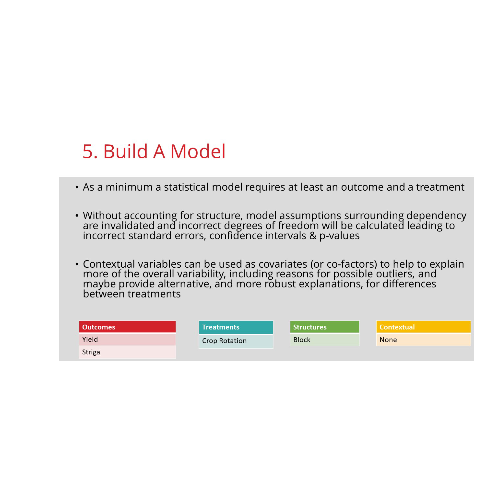 5. Build A Model
• As a minimum a statistical model requires at least an outcome and a treatment
• Without accounting for structure, model assumptions surrounding dependency
are invalidated and incorrect degrees of freedom will be calculated leading to
incorrect standard errors, confidence intervals & p-values
• Contextual variables can be used as covariates (or co-factors) to help to explain
more of the overall variability, including reasons for possible outliers, and
maybe provide alternative, and more robust explanations, for differences
between treatments
Outcomes Treatments Structures Contextual
Yield Crop Rotation Block None
Striga